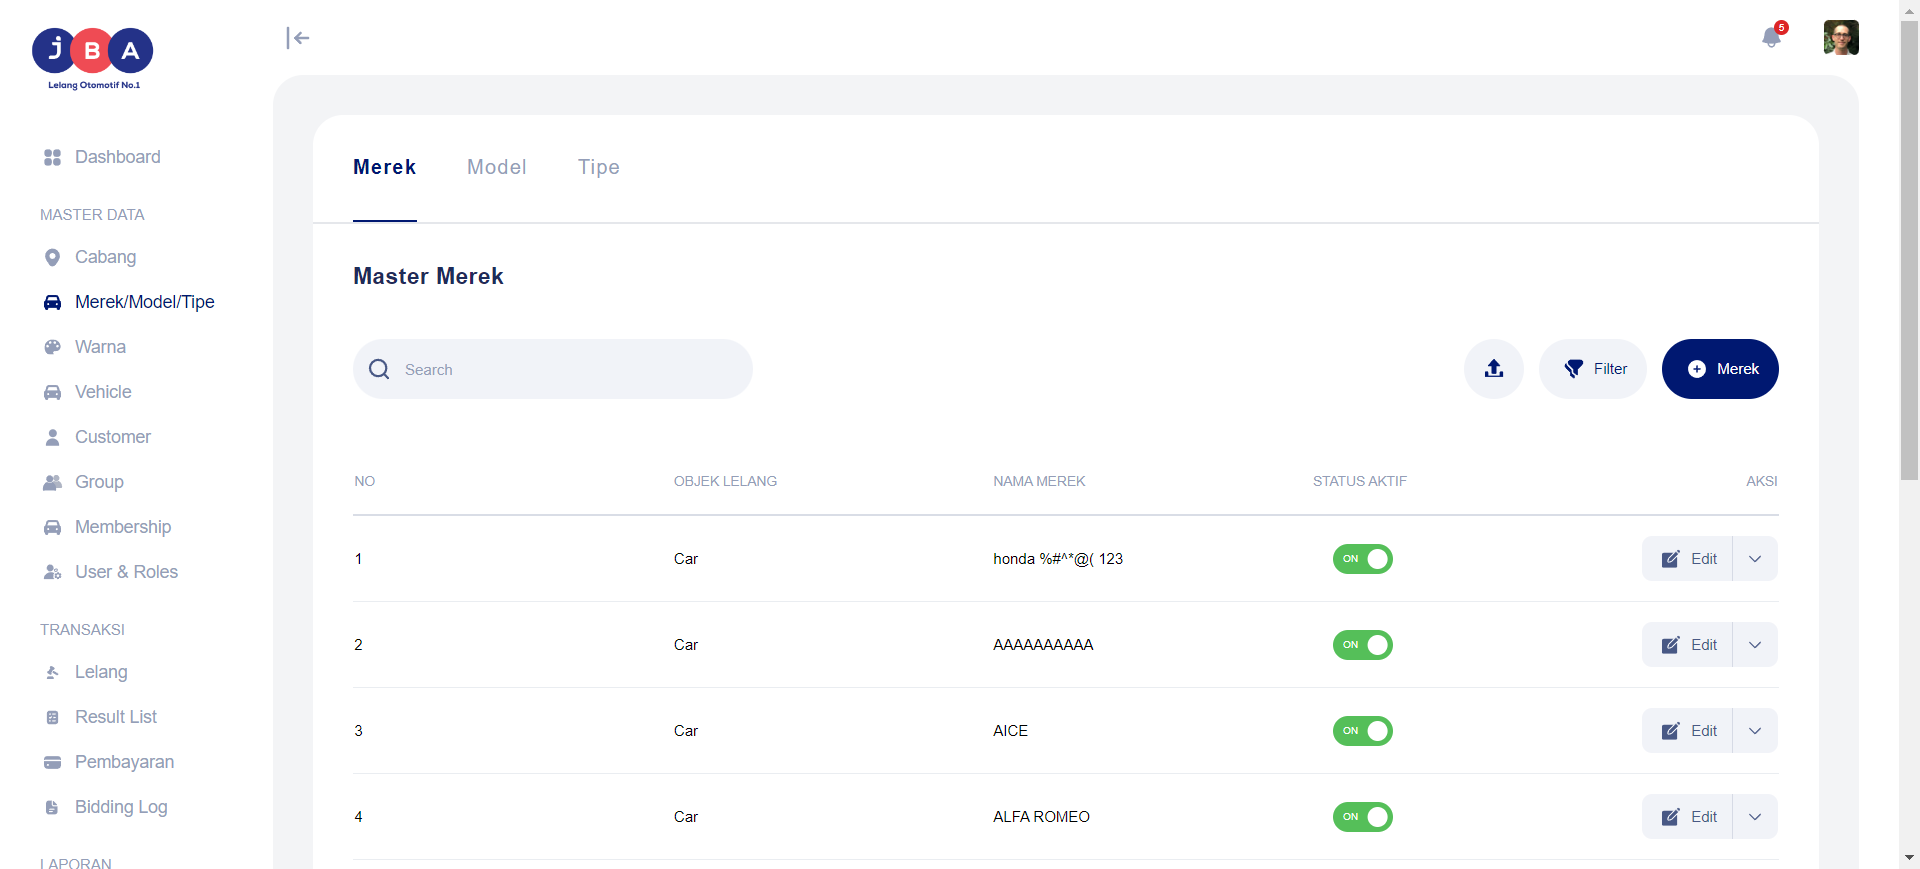 JBA
Lelang Otomotif No.1
5
Dashboard
MASTER DATA
Cabang
Merek/Model/Tipe
Warna
Vehicle
Customer
Group
Membership
User & Roles
TRANSAKSI
Lelang
Result List
Pembayaran
Bidding Log
LAPORAN
Merek Model Tipe
Master Merek
Search Filter Merek
NO OBJEK LELANG NAMA MEREK STATUS AKTIF AKSI
1 Car honda %#^*@( 123 ON Edit
2 Car AAAAAAAAAA ON Edit
3 Car AICE ON Edit
4 Car ALFA ROMEO ON Edit